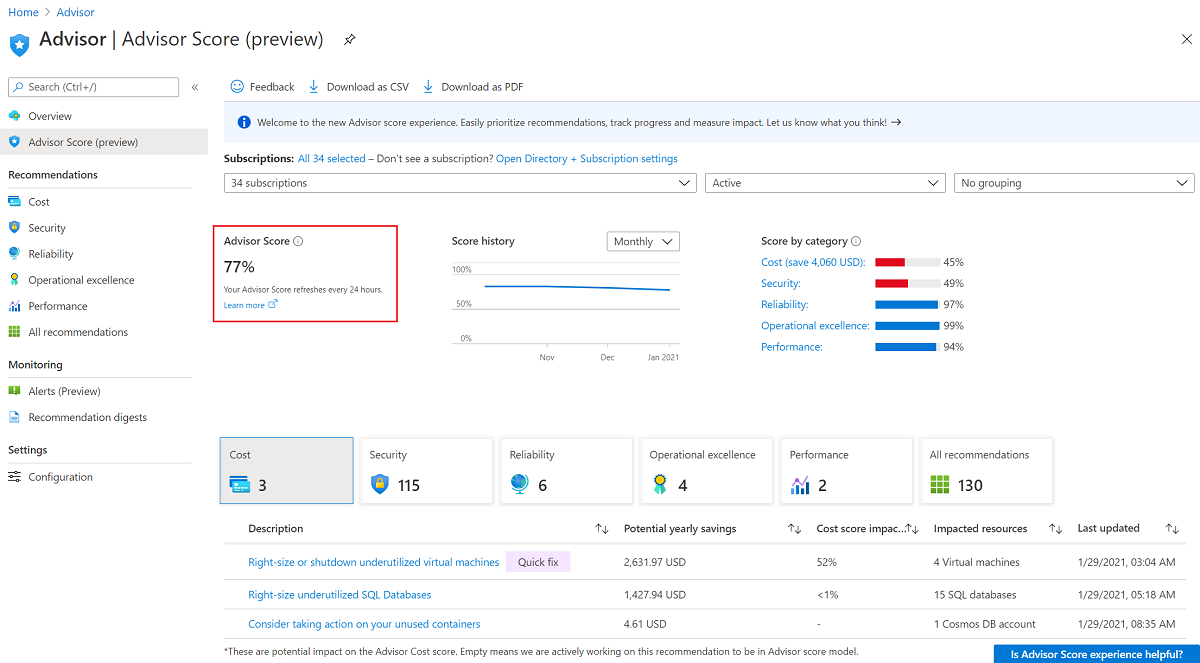 Home > Advisor
Advisor | Advisor Score (preview)
Search (Ctrl+/)
«
Overview
Advisor Score (preview)
Recommendations
Cost
Security
Reliability
Operational excellence
Performance
All recommendations
Monitoring
Alerts (Preview)
Recommendation digests
Settings
Configuration
Feedback Download as CSV Download as PDF
Welcome to the new Advisor score experience. Easily prioritize recommendations, track progress and measure impact. Let us know what you think! →
Subscriptions: All 34 selected – Don't see a subscription? Open Directory + Subscription settings
34 subscriptions Active No grouping
Advisor Score
77%
Your Advisor Score refreshes every 24 hours.
Learn more
Score history Monthly
100%
50%
0%
Nov Dec Jan 2021
Score by category
Cost (save 4,060 USD): 45%
Security: 49%
Reliability: 97%
Operational excellence: 99%
Performance: 94%
Cost
3
Security
115
Reliability
6
Operational excellence
4
Performance
2
All recommendations
130
Description Potential yearly savings Cost score impac... Impacted resources Last updated
Right-size or shutdown underutilized virtual machines Quick fix 2,631.97 USD 52% 4 Virtual machines 1/29/2021, 03:04 AM
Right-size underutilized SQL Databases 1,427.94 USD <1% 15 SQL databases 1/29/2021, 05:18 AM
Consider taking action on your unused containers 4.61 USD - 1 Cosmos DB account 1/29/2021, 08:35 AM
*These are potential impact on the Advisor Cost score. Empty means we are actively working on this recommendation to be in Advisor score model.
Is Advisor Score experience helpful?